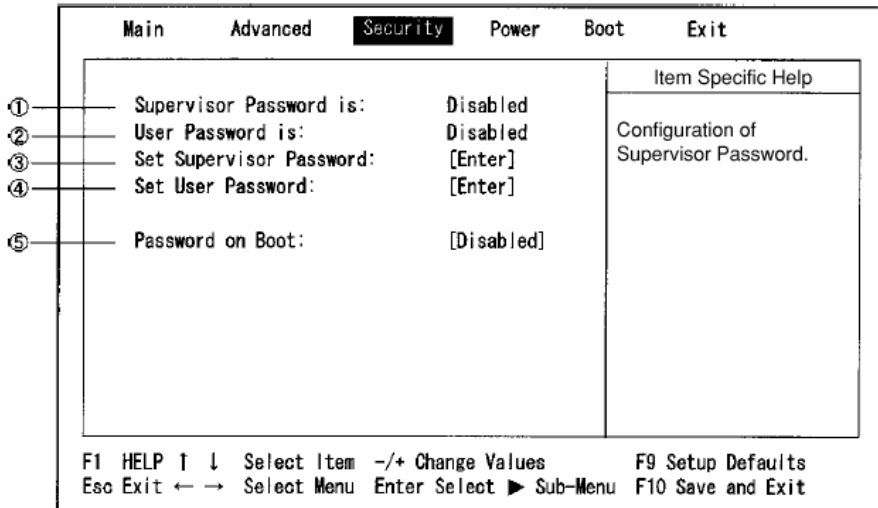 Main Advanced Security Power Boot Exit
Item Specific Help
① Supervisor Password is: Disabled
② User Password is: Disabled
③ Set Supervisor Password: [Enter]
④ Set User Password: [Enter]
⑤ Password on Boot: [Disabled]
Configuration of
Supervisor Password.
F1 HELP ↑ ↓ Select Item -/+ Change Values F9 Setup Defaults
Esc Exit ← → Select Menu Enter Select ▶ Sub-Menu F10 Save and Exit